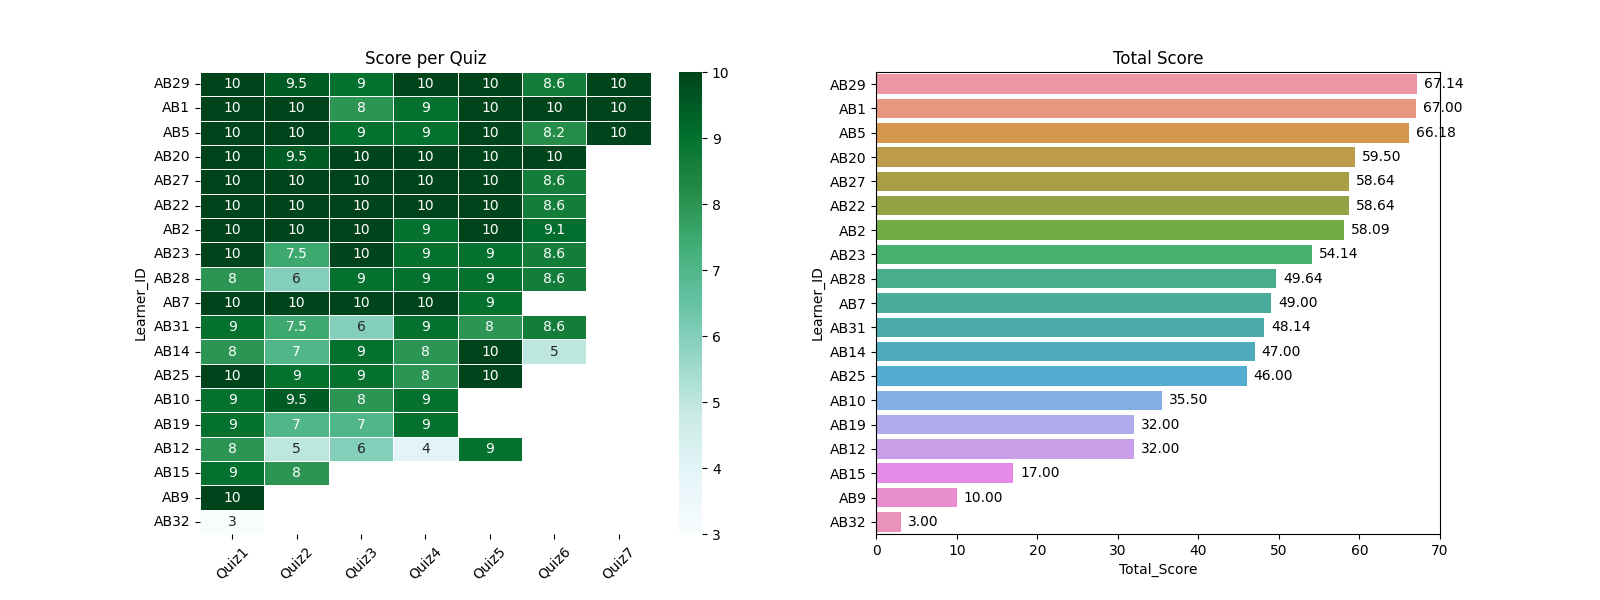 Score per Quiz
AB29 10 9.5 9 10 10 8.6 10
AB1 10 10 8 9 10 10 10
AB5 10 10 9 9 10 8.2 10
AB20 10 9.5 10 10 10 10
AB27 10 10 10 10 10 8.6
AB22 10 10 10 10 10 8.6
AB2 10 10 10 9 10 9.1
AB23 10 7.5 10 9 9 8.6
AB28 8 6 9 9 9 8.6
AB7 10 10 10 10 9
AB31 9 7.5 6 9 8 8.6
AB14 8 7 9 8 10 5
AB25 10 9 9 8 10
AB10 9 9.5 8 9
AB19 9 7 7 9
AB12 8 5 6 4 9
AB15 9 8
AB9 10
AB32 3
Quiz1 Quiz2 Quiz3 Quiz4 Quiz5 Quiz6 Quiz7
Learner_ID
10
9
8
7
6
5
4
3
Total Score
AB29 67.14
AB1 67.00
AB5 66.18
AB20 59.50
AB27 58.64
AB22 58.64
AB2 58.09
AB23 54.14
AB28 49.64
AB7 49.00
AB31 48.14
AB14 47.00
AB25 46.00
AB10 35.50
AB19 32.00
AB12 32.00
AB15 17.00
AB9 10.00
AB32 3.00
0 10 20 30 40 50 60 70
Total_Score
Learner_ID